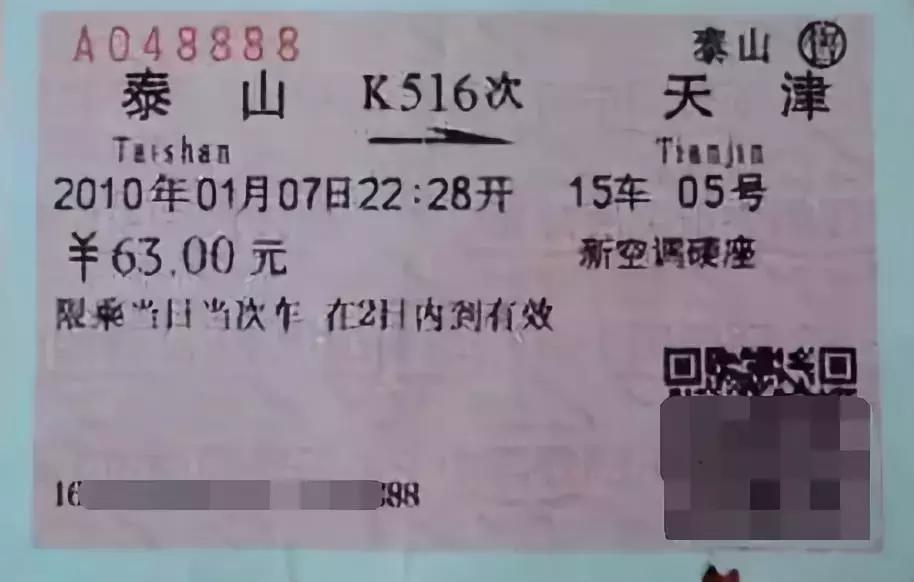 A048888 泰山 售
泰 山 K516次 天 津
Taishan Tianjin
2010年01月07日22:28开 15车 05号
¥63.00元 新空调硬座
限乘当日当次车 在2日内到有效